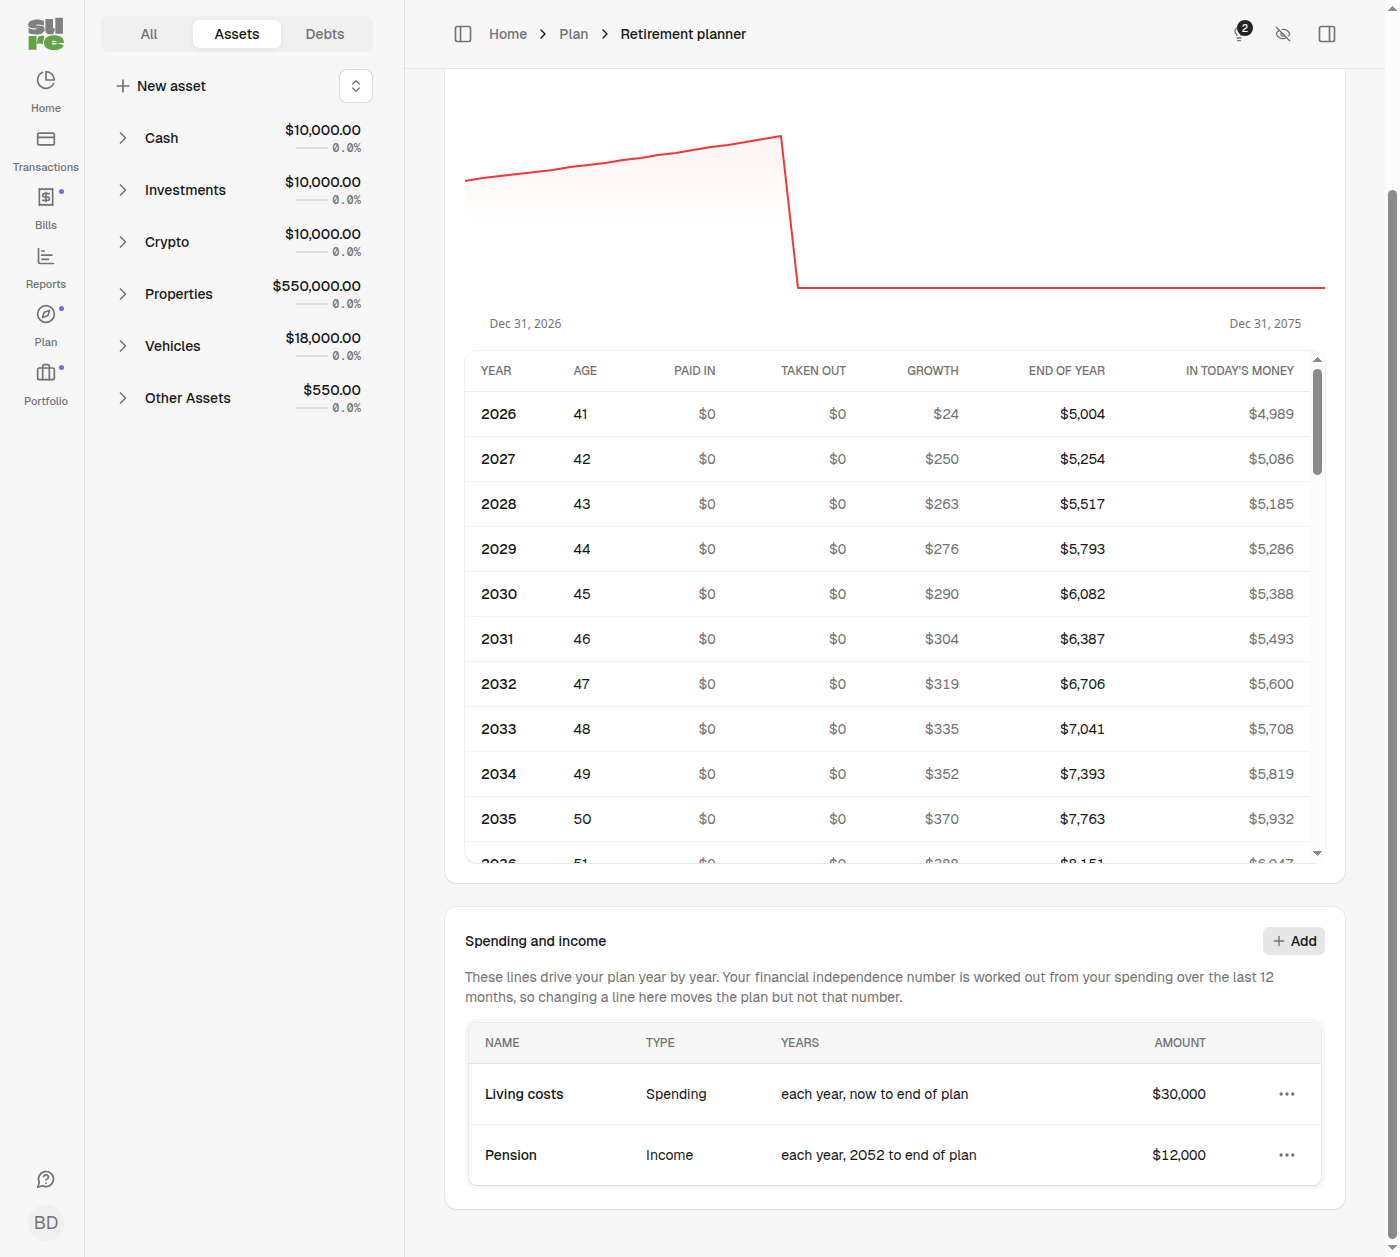 sure
Home
Transactions
Bills
Reports
Plan
Portfolio
BD
All Assets Debts
New asset
Cash $10,000.00
0.0%
Investments $10,000.00
0.0%
Crypto $10,000.00
0.0%
Properties $550,000.00
0.0%
Vehicles $18,000.00
0.0%
Other Assets $550.00
0.0%
Home > Plan > Retirement planner
2
Dec 31, 2026 Dec 31, 2075
YEAR AGE PAID IN TAKEN OUT GROWTH END OF YEAR IN TODAY'S MONEY
2026 41 $0 $0 $24 $5,004 $4,989
2027 42 $0 $0 $250 $5,254 $5,086
2028 43 $0 $0 $263 $5,517 $5,185
2029 44 $0 $0 $276 $5,793 $5,286
2030 45 $0 $0 $290 $6,082 $5,388
2031 46 $0 $0 $304 $6,387 $5,493
2032 47 $0 $0 $319 $6,706 $5,600
2033 48 $0 $0 $335 $7,041 $5,708
2034 49 $0 $0 $352 $7,393 $5,819
2035 50 $0 $0 $370 $7,763 $5,932
2036 51 $0 $0 $388 $8,151 $6,047
Spending and income
Add
These lines drive your plan year by year. Your financial independence number is worked out from your spending over the last 12
months, so changing a line here moves the plan but not that number.
NAME TYPE YEARS AMOUNT
Living costs Spending each year, now to end of plan $30,000
Pension Income each year, 2052 to end of plan $12,000